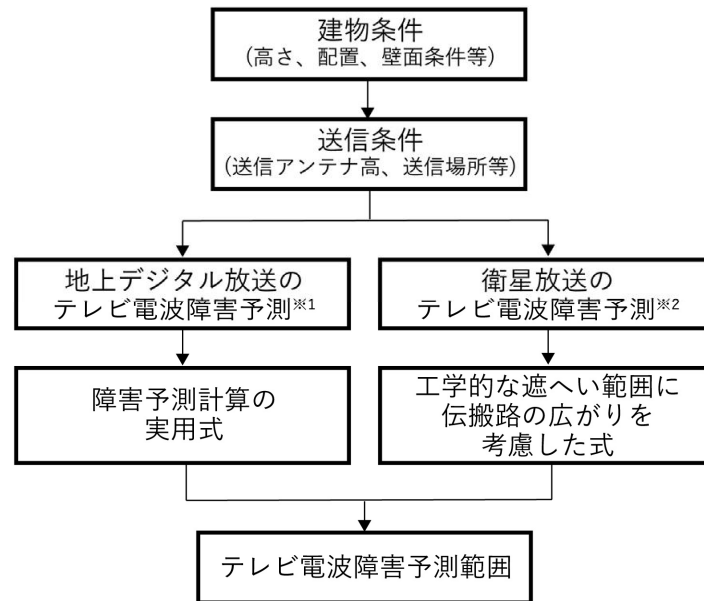 建物条件
(高さ、配置、壁面条件等)
送信条件
(送信アンテナ高、送信場所等)
地上デジタル放送の
テレビ電波障害予測※1
衛星放送の
テレビ電波障害予測※2
障害予測計算の
実用式
工学的な遮へい範囲に
伝搬路の広がりを
考慮した式
テレビ電波障害予測範囲